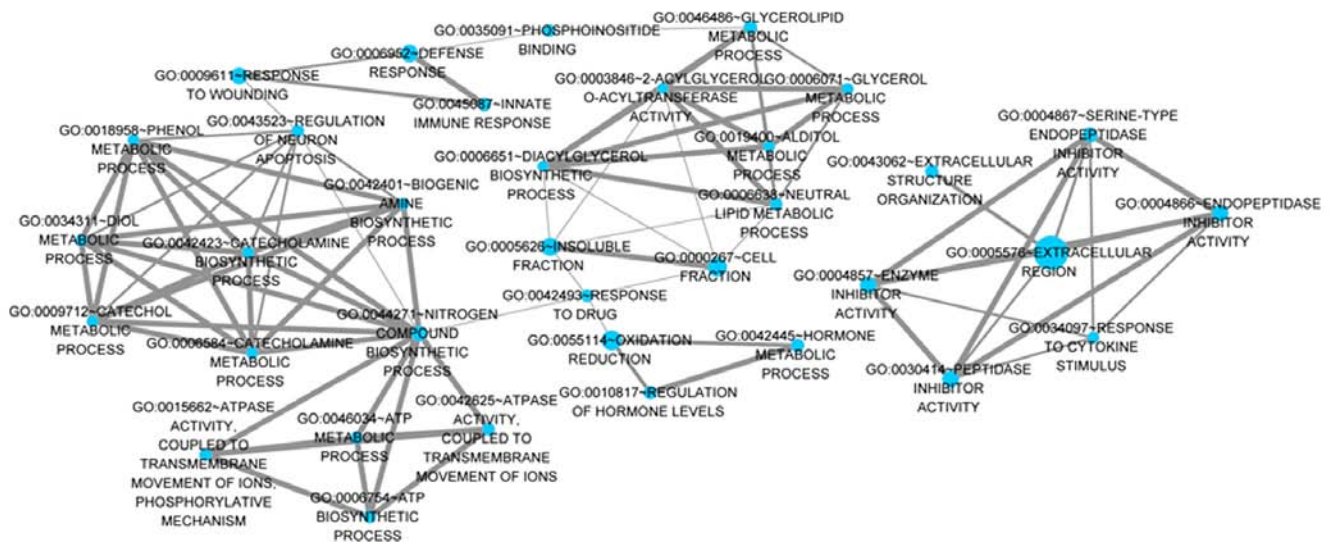 GO:0046486~GLYCEROLIPID
METABOLIC
PROCESS
GO:0035091~PHOSPHOINOSITIDE
BINDING
GO:0006952~DEFENSE
RESPONSE
GO:0009611~RESPONSE
TO WOUNDING
GO:0045087~INNATE
IMMUNE RESPONSE
GO:0003846~2-ACYLGLYCEROL
O-ACYLTRANSFERASE
ACTIVITY
GO:0006071~GLYCEROL
METABOLIC
PROCESS
GO:0043523~REGULATION
OF NEURON
APOPTOSIS
GO:0018958~PHENOL
METABOLIC
PROCESS
GO:0019400~ALDITOL
METABOLIC
PROCESS
GO:0006651~DIACYLGLYCEROL
BIOSYNTHETIC
PROCESS
GO:0006638~NEUTRAL
LIPID METABOLIC
PROCESS
GO:0004867~SERINE-TYPE
ENDOPEPTIDASE
INHIBITOR
ACTIVITY
GO:0043062~EXTRACELLULAR
STRUCTURE
ORGANIZATION
GO:0004866~ENDOPEPTIDASE
INHIBITOR
ACTIVITY
GO:0042401~BIOGENIC
AMINE
BIOSYNTHETIC
PROCESS
GO:0034311~DIOL
METABOLIC
PROCESS
GO:0042423~CATECHOLAMINE
BIOSYNTHETIC
PROCESS
GO:0005626~INSOLUBLE
FRACTION
GO:0000267~CELL
FRACTION
GO:0005576~EXTRACELLULAR
REGION
GO:0004857~ENZYME
INHIBITOR
ACTIVITY
GO:0042493~RESPONSE
TO DRUG
GO:0009712~CATECHOL
METABOLIC
PROCESS
GO:0044271~NITROGEN
COMPOUND
BIOSYNTHETIC
PROCESS
GO:0006584~CATECHOLAMINE
METABOLIC
PROCESS
GO:0055114~OXIDATION
REDUCTION
GO:0042445~HORMONE
METABOLIC
PROCESS
GO:0034097~RESPONSE
TO CYTOKINE
STIMULUS
GO:0030414~PEPTIDASE
INHIBITOR
ACTIVITY
GO:0010817~REGULATION
OF HORMONE LEVELS
GO:0015662~ATPASE
ACTIVITY,
COUPLED TO
TRANSMEMBRANE
MOVEMENT OF IONS,
PHOSPHORYLATIVE
MECHANISM
GO:0046034~ATP
METABOLIC
PROCESS
GO:0042625~ATPASE
ACTIVITY,
COUPLED TO
TRANSMEMBRANE
MOVEMENT OF IONS
GO:0006754~ATP
BIOSYNTHETIC
PROCESS